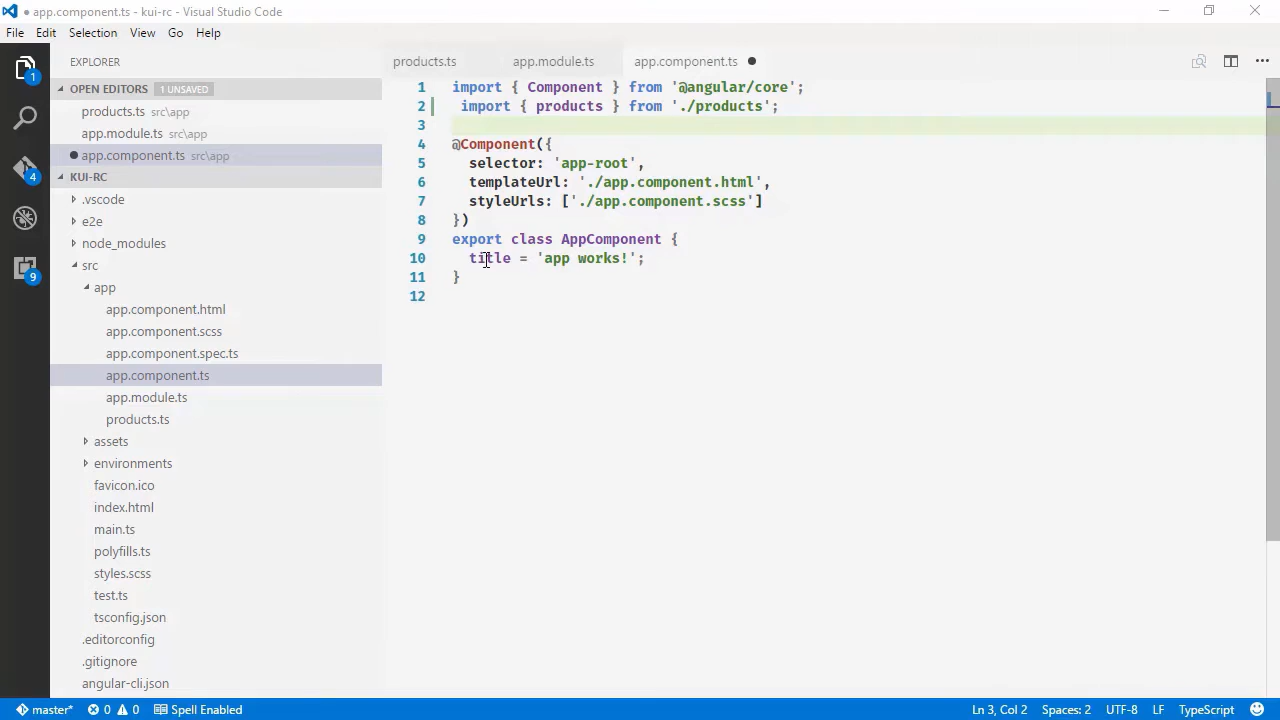 app.component.ts - kui-rc - Visual Studio Code
File Edit Selection View Go Help
EXPLORER
OPEN EDITORS 1 UNSAVED
products.ts src\app
app.module.ts src\app
app.component.ts src\app
KUI-RC
.vscode
e2e
node_modules
src
app
app.component.html
app.component.scss
app.component.spec.ts
app.component.ts
app.module.ts
products.ts
assets
environments
favicon.ico
index.html
main.ts
polyfills.ts
styles.scss
test.ts
tsconfig.json
.editorconfig
.gitignore
angular-cli.json
1
4
9
products.ts app.module.ts app.component.ts
1 import { Component } from '@angular/core';
2 import { products } from './products';
3
4 @Component({
5 selector: 'app-root',
6 templateUrl: './app.component.html',
7 styleUrls: ['./app.component.scss']
8 })
9 export class AppComponent {
10 title = 'app works!';
11 }
12
master* 0 0 Spell Enabled Ln 3, Col 2 Spaces: 2 UTF-8 LF TypeScript